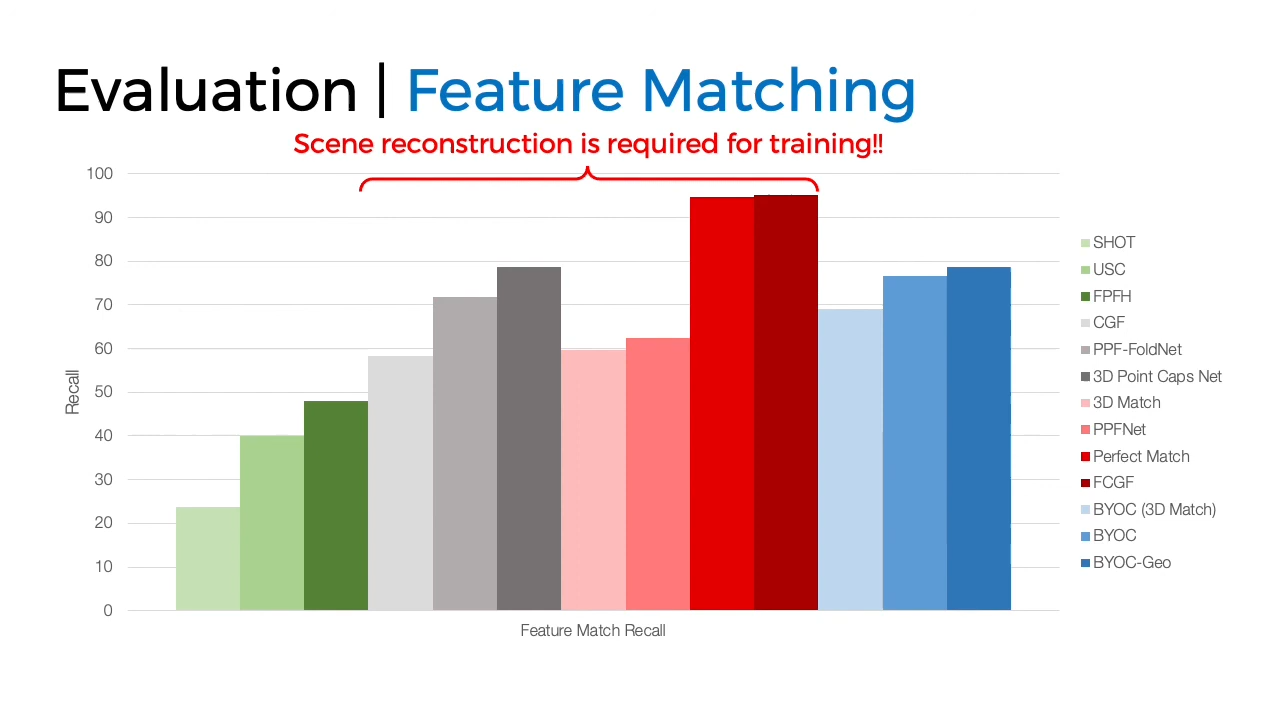 Evaluation | Feature Matching
Scene reconstruction is required for training!!
100
90
80
70
60
50
40
30
20
10
0
Recall
Feature Match Recall
SHOT
USC
FPFH
CGF
PPF-FoldNet
3D Point Caps Net
3D Match
PPFNet
Perfect Match
FCGF
BYOC (3D Match)
BYOC
BYOC-Geo